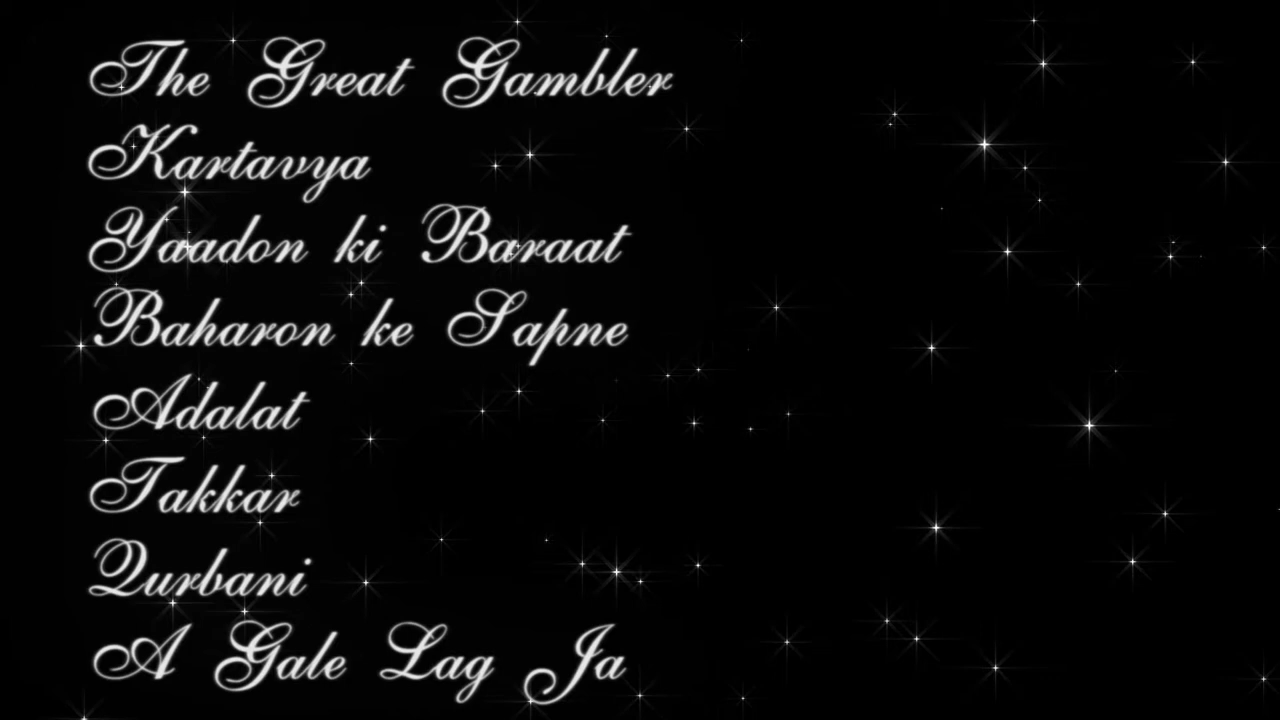 The Great Gambler
Kartavya
Yaadon ki Baraat
Baharon ke Sapne
Adalat
Takkar
Qurbani
A Gale Lag Ja